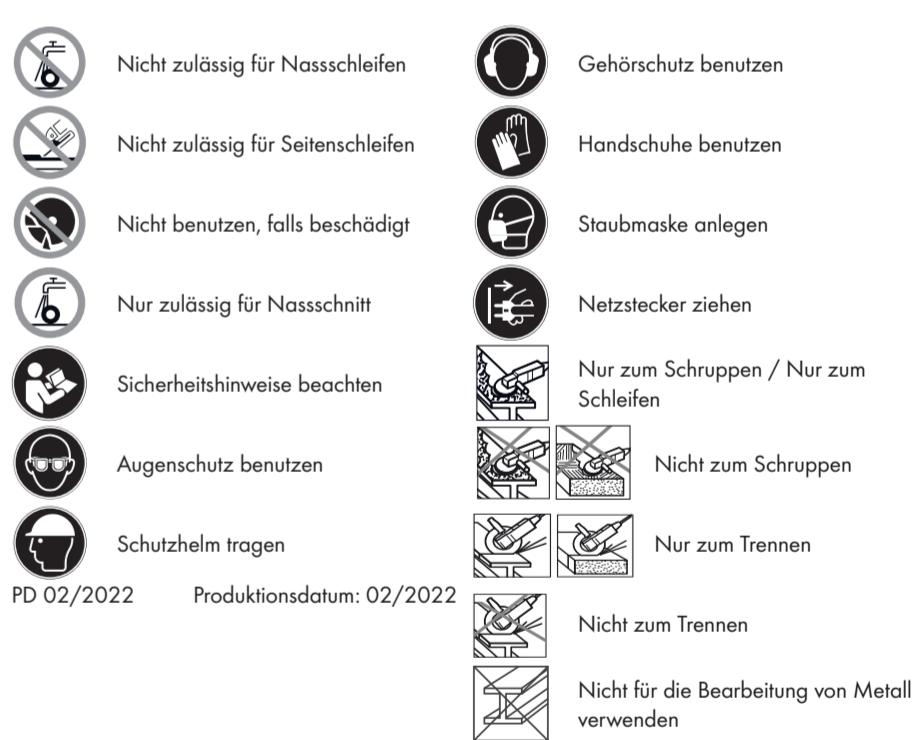 Nicht zulässig für Nassschleifen
Nicht zulässig für Seitenschleifen
Nicht benutzen, falls beschädigt
Nur zulässig für Nassschnitt
Sicherheitshinweise beachten
Augenschutz benutzen
Schutzhelm tragen
PD 02/2022 Produktionsdatum: 02/2022
Gehörschutz benutzen
Handschuhe benutzen
Staubmaske anlegen
Netzstecker ziehen
Nur zum Schruppen / Nur zum
Schleifen
Nicht zum Schruppen
Nur zum Trennen
Nicht zum Trennen
Nicht für die Bearbeitung von Metall
verwenden